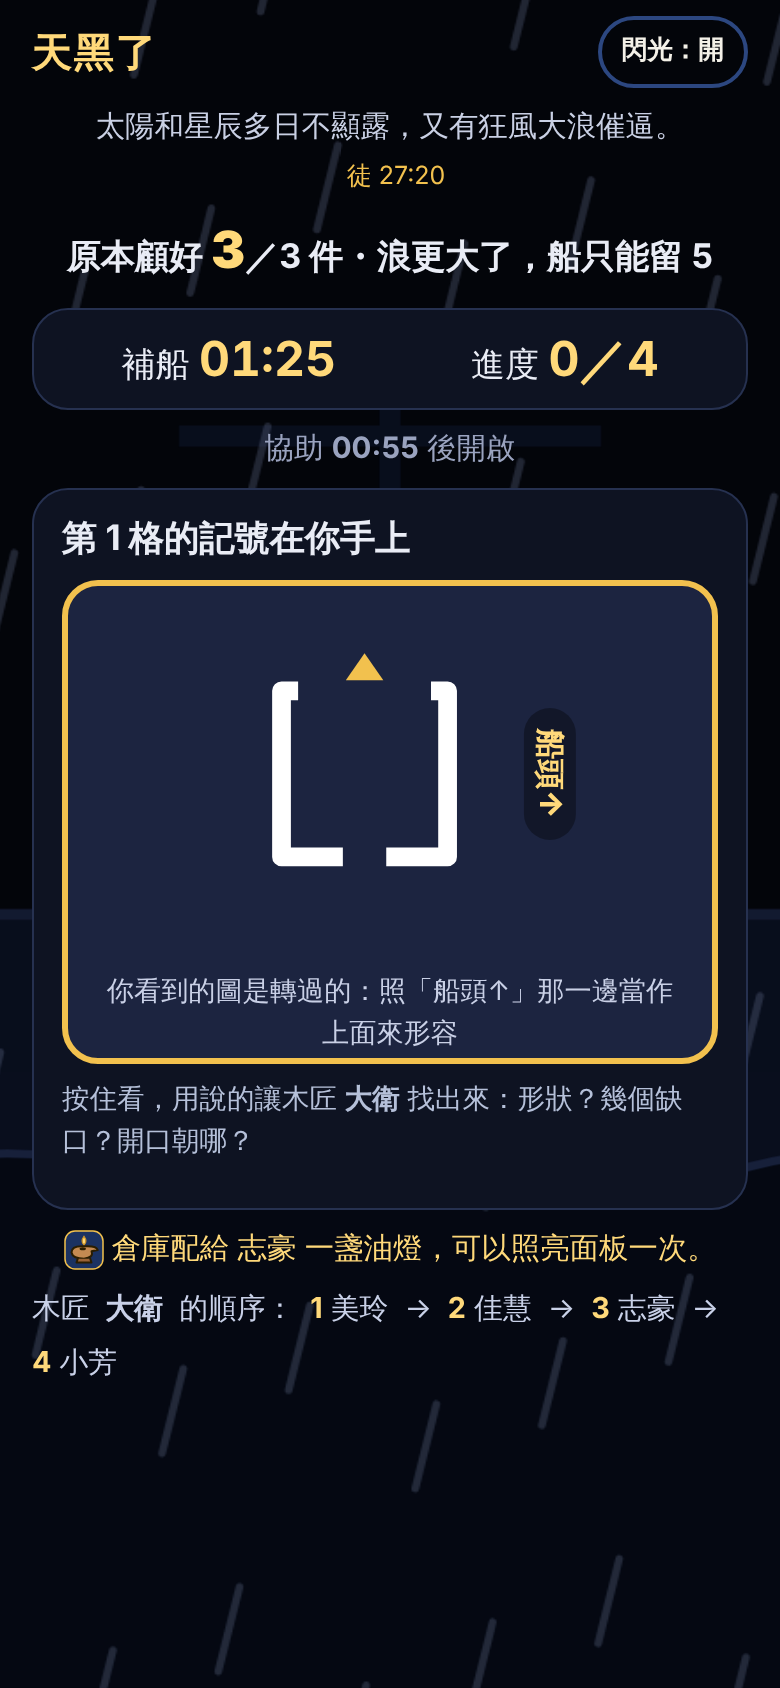 天黑了
閃光：開
太陽和星辰多日不顯露，又有狂風大浪催逼。
徒 27:20
原本顧好 3／3 件・浪更大了，船只能留 5
補船 01:25 進度 0／4
協助 00:55 後開啟
第 1 格的記號在你手上
船頭→
你看到的圖是轉過的：照「船頭↑」那一邊當作
上面來形容
按住看，用說的讓木匠 大衛 找出來：形狀？幾個缺
口？開口朝哪？
倉庫配給 志豪 一盞油燈，可以照亮面板一次。
木匠 大衛 的順序： 1 美玲 → 2 佳慧 → 3 志豪 →
4 小芳